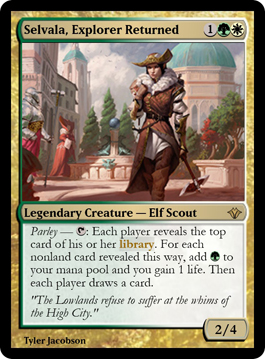 Selvala, Explorer Returned 1
Legendary Creature — Elf Scout
Parley — : Each player reveals the top
card of his or her library. For each
nonland card revealed this way, add to
your mana pool and you gain 1 life. Then
each player draws a card.
"The Lowlands refuse to suffer at the whims of
the High City."
2/4
Tyler Jacobson